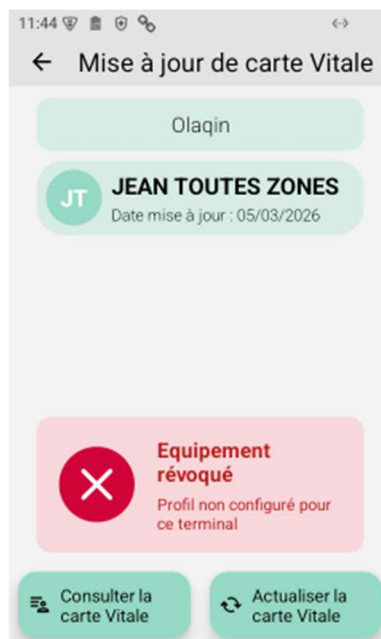 11:44
Mise à jour de carte Vitale
Olaqin
JT
JEAN TOUTES ZONES
Date mise à jour : 05/03/2026
Equipement
révoqué
Profil non configuré pour
ce terminal
Consulter la
carte Vitale
Actualiser la
carte Vitale